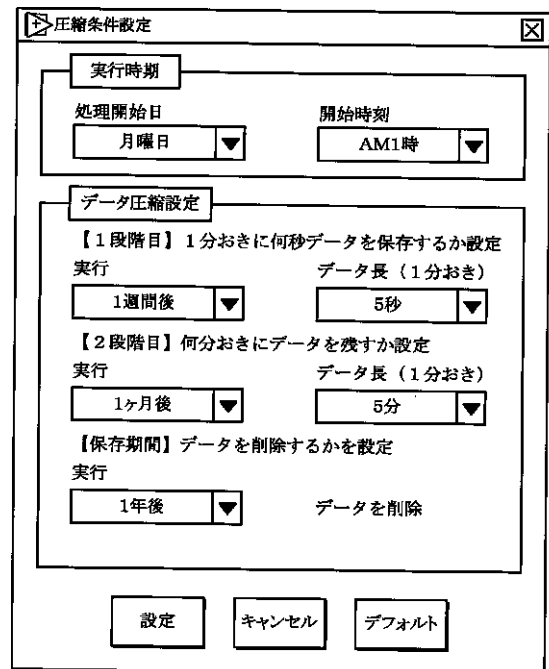 圧縮条件設定
実行時期
処理開始日 開始時刻
月曜日 AM1時
データ圧縮設定
【1段階目】1分おきに何秒データを保存するか設定
実行 データ長(1分おき)
1週間後 5秒
【2段階目】何分おきにデータを残すか設定
実行 データ長(1分おき)
1ヶ月後 5分
【保存期間】データを削除するかを設定
実行
1年後 データを削除
設定 キャンセル デフォルト